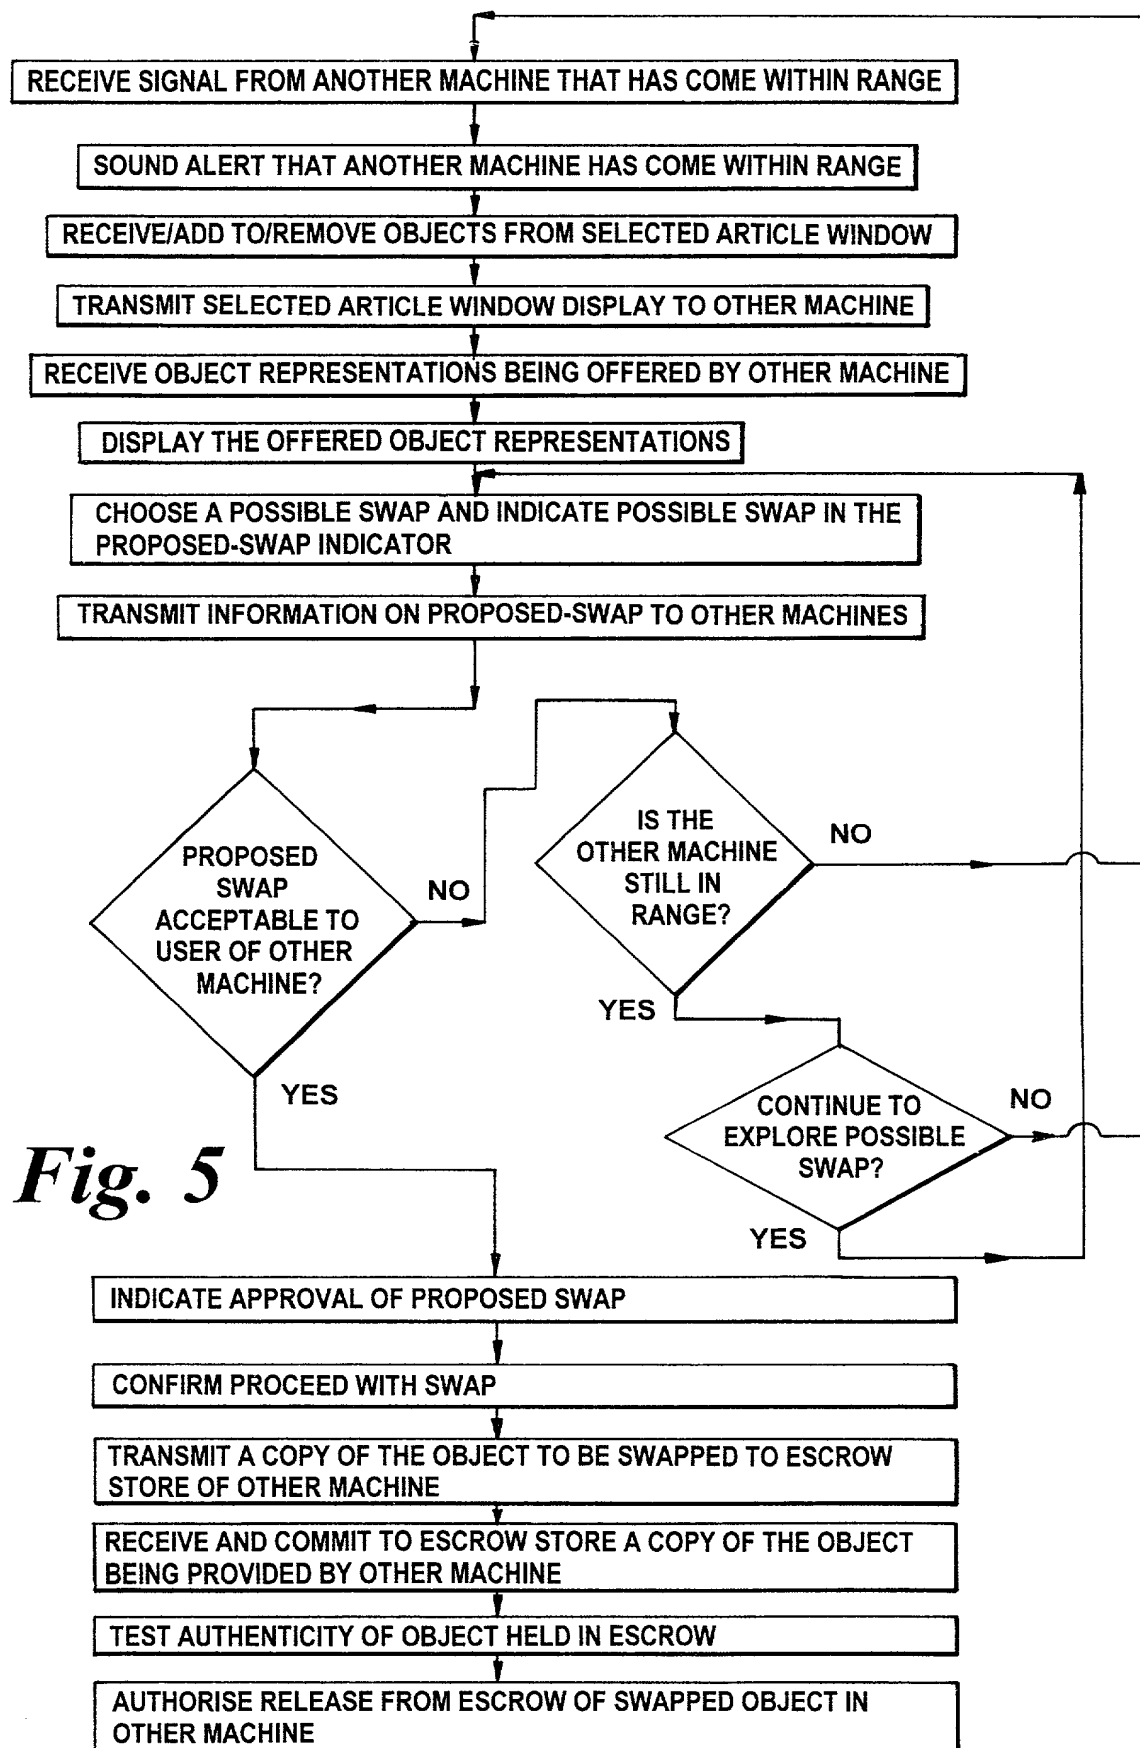 RECEIVE SIGNAL FROM ANOTHER MACHINE THAT HAS COME WITHIN RANGE
SOUND ALERT THAT ANOTHER MACHINE HAS COME WITHIN RANGE
RECEIVE/ADD TO/REMOVE OBJECTS FROM SELECTED ARTICLE WINDOW
TRANSMIT SELECTED ARTICLE WINDOW DISPLAY TO OTHER MACHINE
RECEIVE OBJECT REPRESENTATIONS BEING OFFERED BY OTHER MACHINE
DISPLAY THE OFFERED OBJECT REPRESENTATIONS
CHOOSE A POSSIBLE SWAP AND INDICATE POSSIBLE SWAP IN THE
PROPOSED-SWAP INDICATOR
TRANSMIT INFORMATION ON PROPOSED-SWAP TO OTHER MACHINES
PROPOSED
SWAP
ACCEPTABLE TO
USER OF OTHER
MACHINE?
NO
YES
IS THE
OTHER MACHINE
STILL IN
RANGE?
NO
YES
CONTINUE TO
EXPLORE POSSIBLE
SWAP?
NO
YES
Fig. 5
INDICATE APPROVAL OF PROPOSED SWAP
CONFIRM PROCEED WITH SWAP
TRANSMIT A COPY OF THE OBJECT TO BE SWAPPED TO ESCROW
STORE OF OTHER MACHINE
RECEIVE AND COMMIT TO ESCROW STORE A COPY OF THE OBJECT
BEING PROVIDED BY OTHER MACHINE
TEST AUTHENTICITY OF OBJECT HELD IN ESCROW
AUTHORISE RELEASE FROM ESCROW OF SWAPPED OBJECT IN
OTHER MACHINE